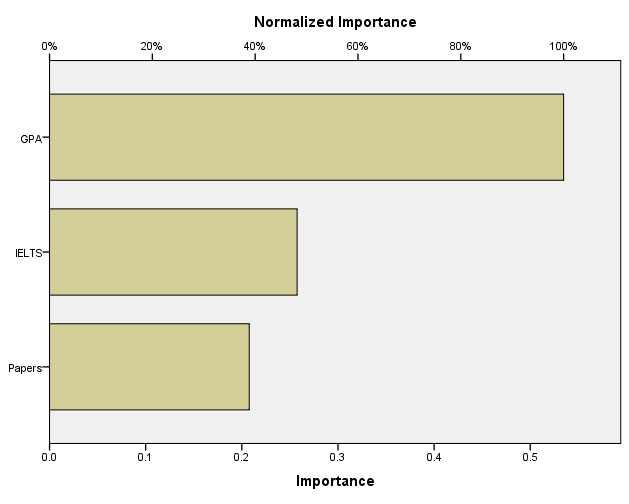 Normalized Importance
0% 20% 40% 60% 80% 100%
GPA
IELTS
Papers
0.0 0.1 0.2 0.3 0.4 0.5
Importance